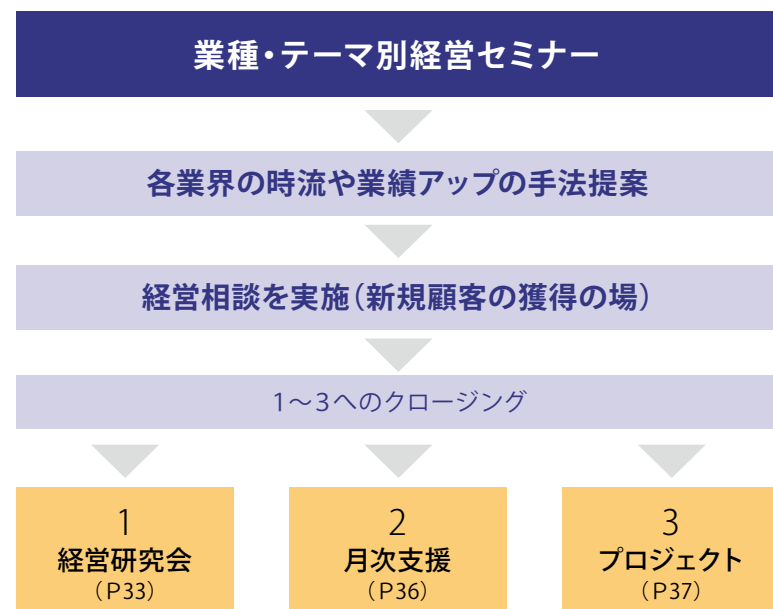 業種・テーマ別経営セミナー
各業界の時流や業績アップの手法提案
経営相談を実施（新規顧客の獲得の場）
1～3へのクロージング
1
経営研究会
（P33）
2
月次支援
（P36）
3
プロジェクト
（P37）